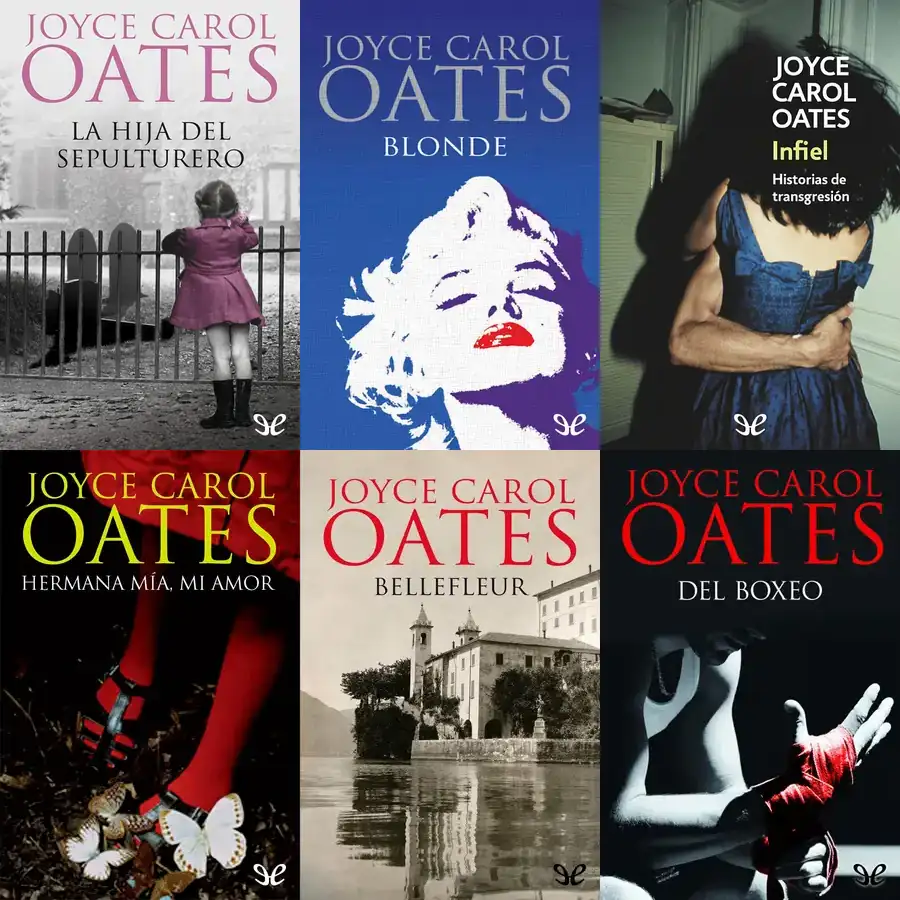 JOYCE CAROL
OATES
LA HIJA DEL
SEPULTURERO
JOYCE CAROL
OATES
BLONDE
JOYCE
CAROL
OATES
Infiel
Historias de
transgresión
JOYCE CAROL
OATES
HERMANA MÍA, MI AMOR
JOYCE CAROL
OATES
BELLEFLEUR
JOYCE CAROL
OATES
DEL BOXEO